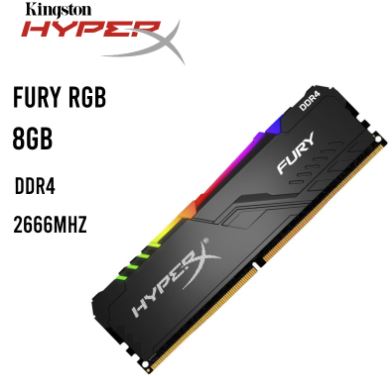 Kingston
HYPERX
FURY RGB
8GB
DDR4
2666MHZ
DDR4
FURY
HYPERX